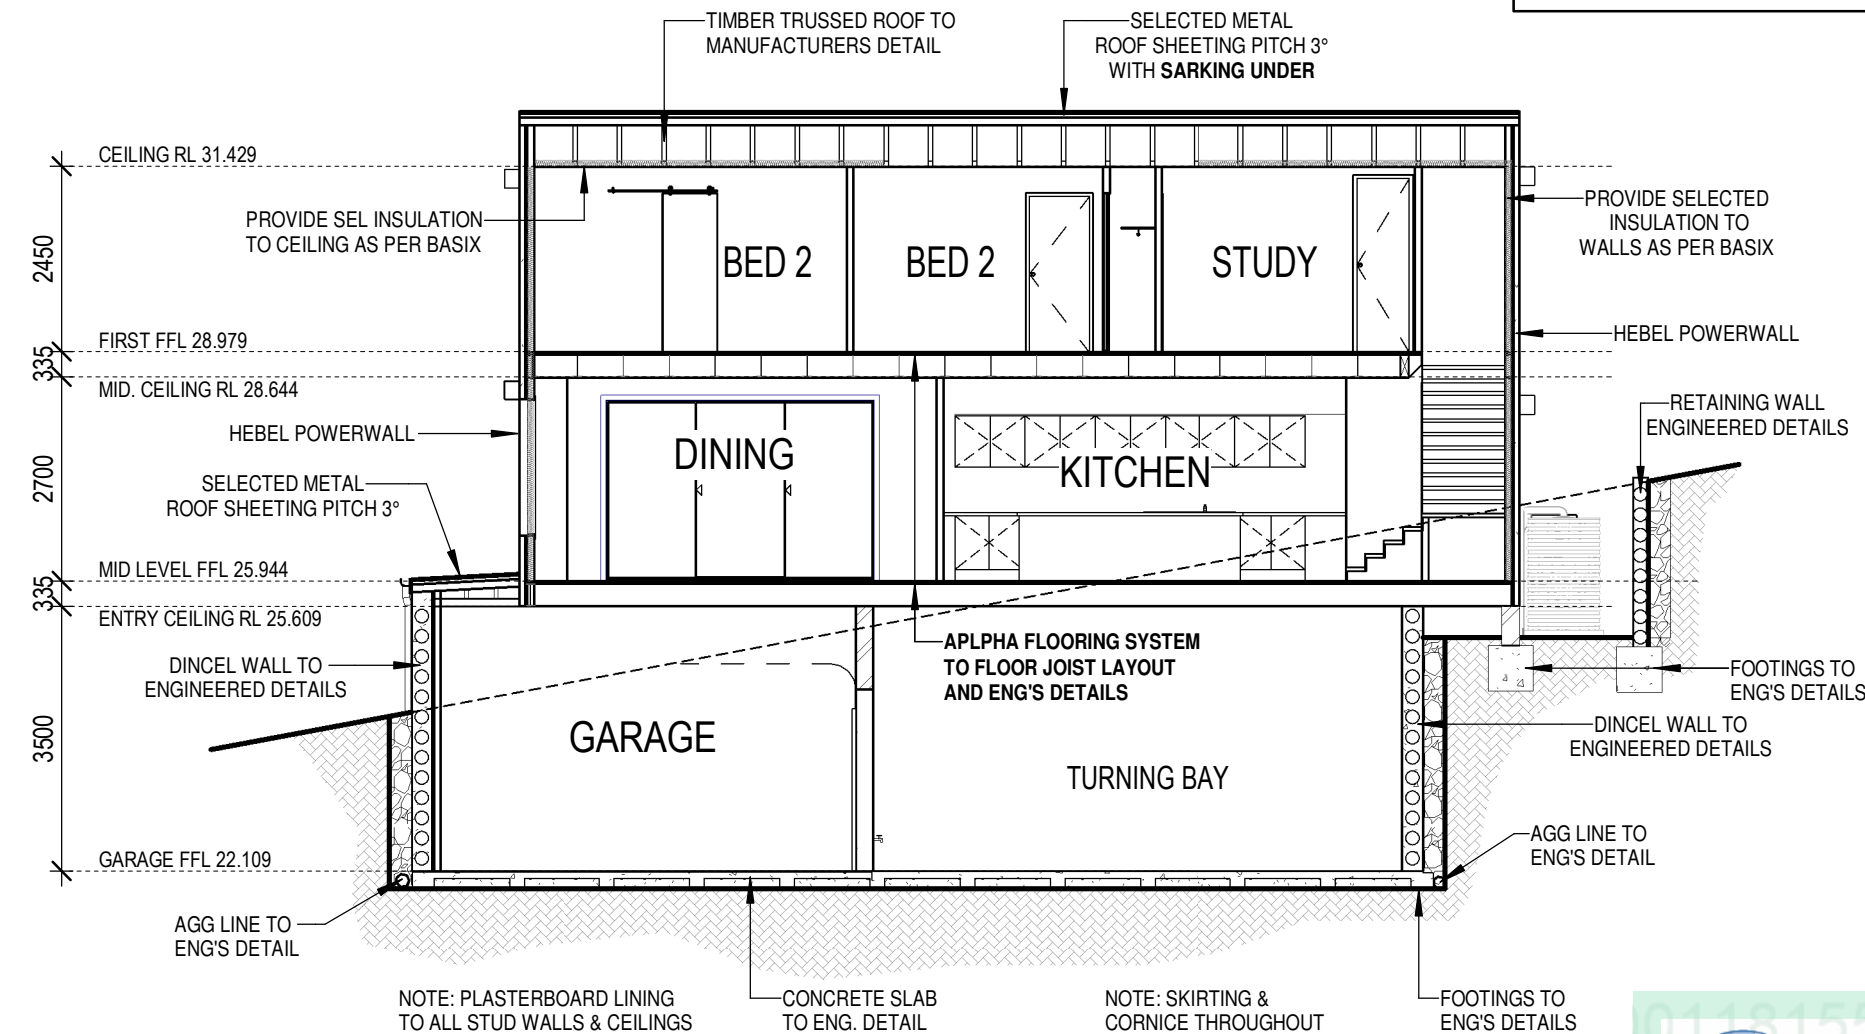 TIMBER TRUSSED ROOF TO
MANUFACTURERS DETAIL
SELECTED METAL
ROOF SHEETING PITCH 3°
WITH SARKING UNDER
CEILING RL 31.429
PROVIDE SEL INSULATION
TO CEILING AS PER BASIX
PROVIDE SELECTED
INSULATION TO
WALLS AS PER BASIX
2450
BED 2
BED 2
STUDY
FIRST FFL 28.979
HEBEL POWERWALL
335
MID. CEILING RL 28.644
HEBEL POWERWALL
RETAINING WALL
ENGINEERED DETAILS
DINING
KITCHEN
2700
SELECTED METAL
ROOF SHEETING PITCH 3°
MID LEVEL FFL 25.944
335
ENTRY CEILING RL 25.609
APLPHA FLOORING SYSTEM
TO FLOOR JOIST LAYOUT
AND ENG'S DETAILS
DINCEL WALL TO
ENGINEERED DETAILS
FOOTINGS TO
ENG'S DETAILS
DINCEL WALL TO
ENGINEERED DETAILS
3500
GARAGE
TURNING BAY
AGG LINE TO
ENG'S DETAIL
GARAGE FFL 22.109
AGG LINE TO
ENG'S DETAIL
NOTE: PLASTERBOARD LINING
TO ALL STUD WALLS & CEILINGS
CONCRETE SLAB
TO ENG. DETAIL
NOTE: SKIRTING &
CORNICE THROUGHOUT
FOOTINGS TO
ENG'S DETAILS